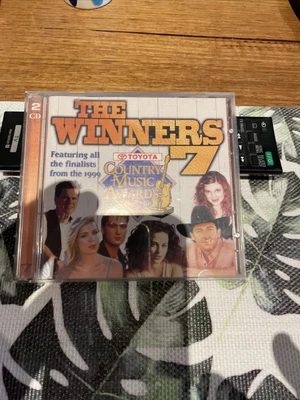 2
CD
THE
WINNERS
7
Featuring all
the finalists
from the 1999
TOYOTA
COUNTRY
MUSIC
AWARDS